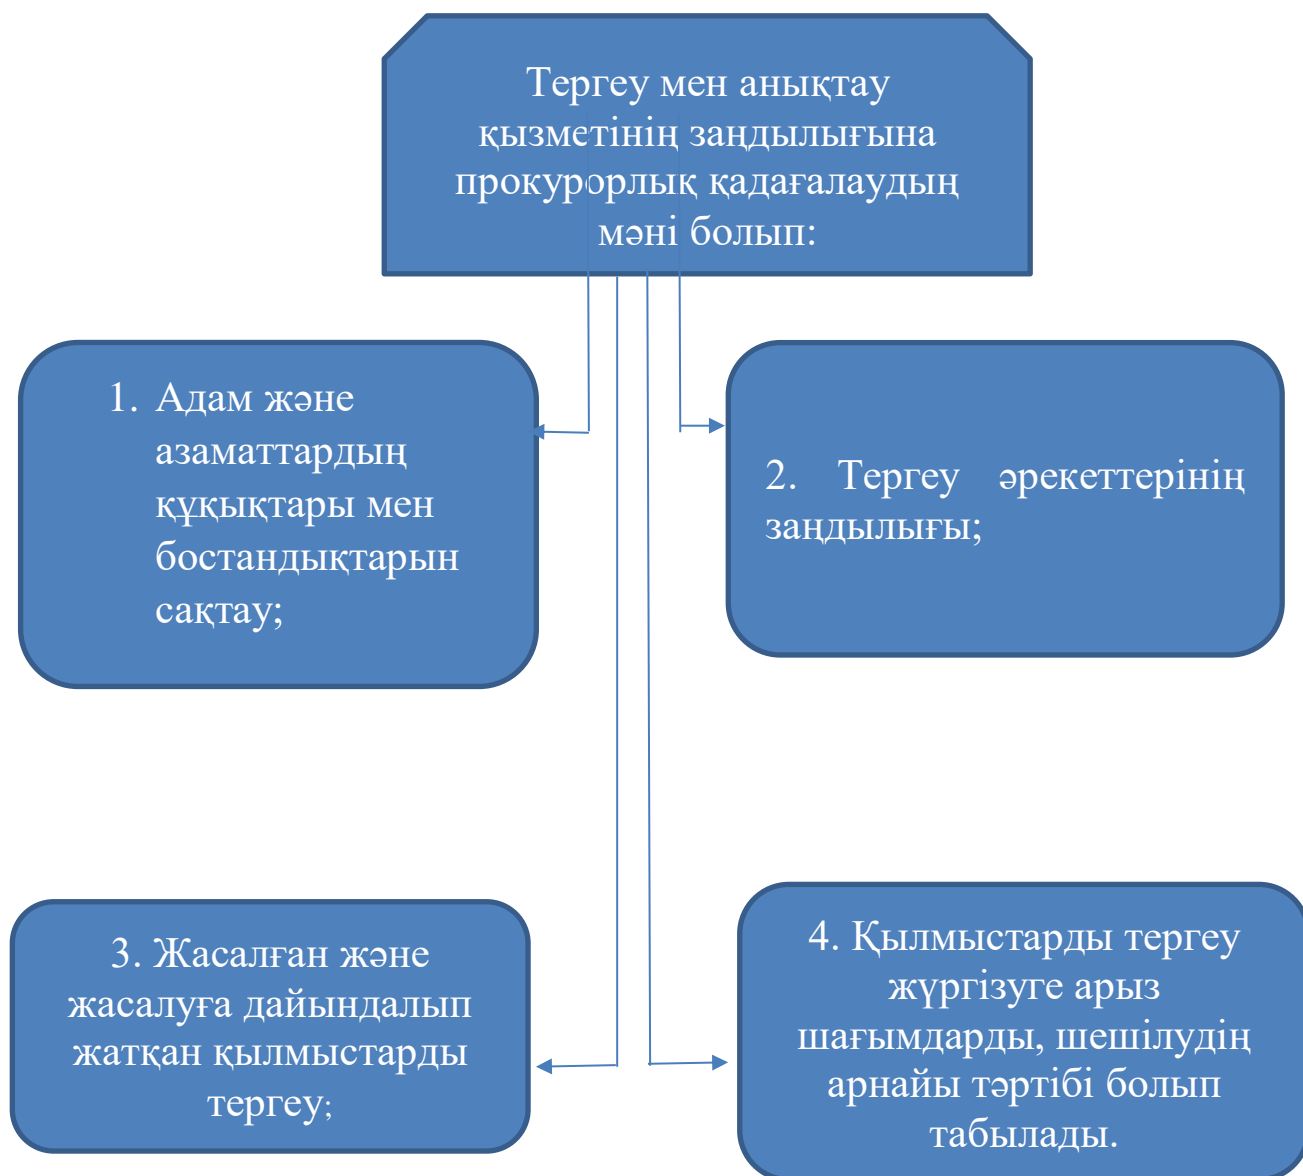 Тергеу мен анықтау
қызметінің заңдылығына
прокурорлық қадағалаудың
мәні болып:
1. Адам және
азаматтардың
құқықтары мен
бостандықтарын
сақтау;
2. Тергеу әрекеттерінің
заңдылығы;
3. Жасалған және
жасалуға дайындалып
жатқан қылмыстарды
тергеу;
4. Қылмыстарды тергеу
жүргізуге арыз
шағымдарды, шешілудің
арнайы тәртібі болып
табылады.